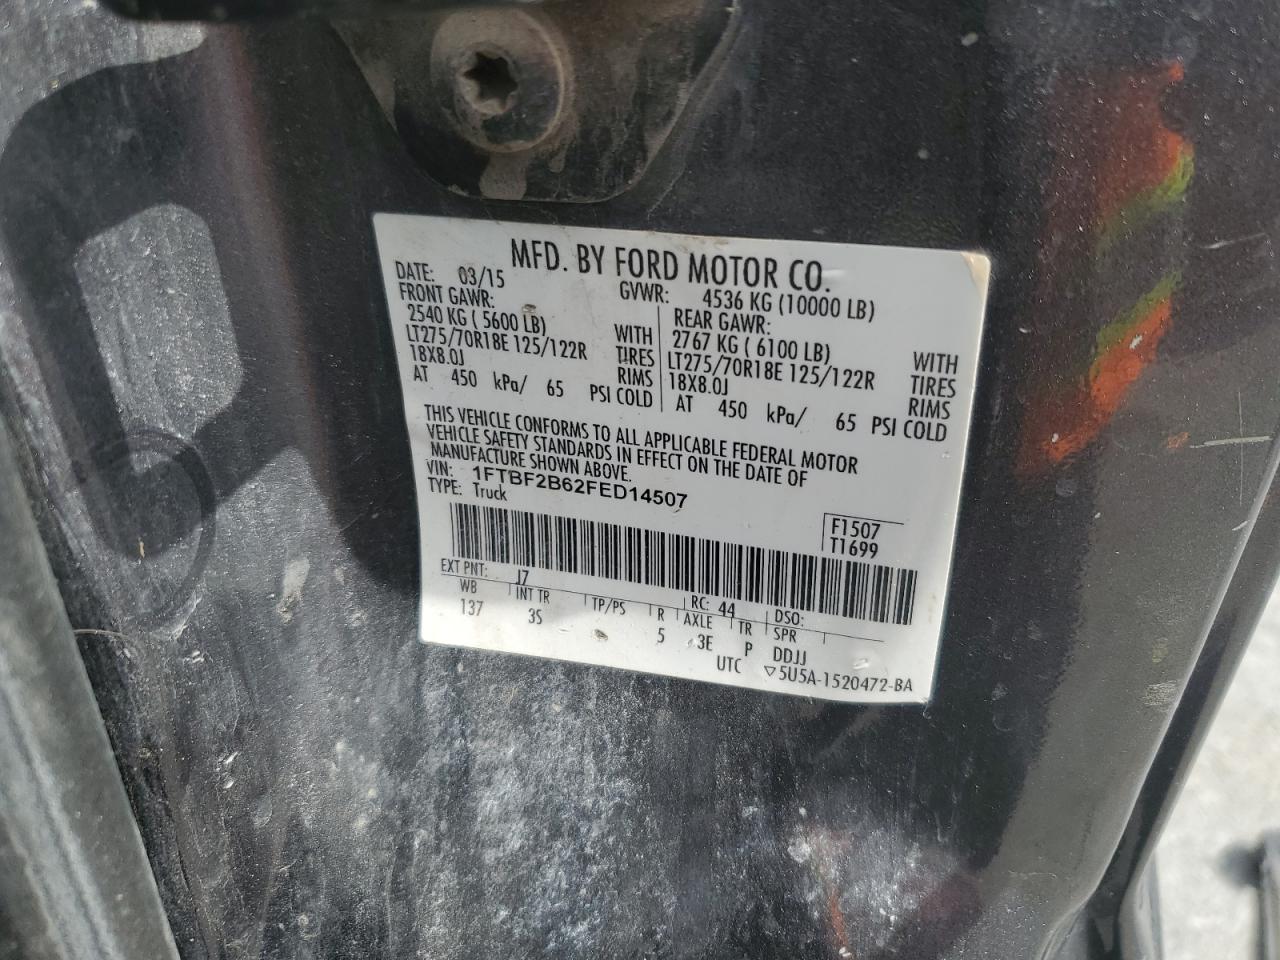 MFD. BY FORD MOTOR CO.
DATE: 03/15 GVWR: 4536 KG (10000 LB)
FRONT GAWR: REAR GAWR:
2540 KG ( 5600 LB) WITH 2767 KG ( 6100 LB) WITH
LT275/70R18E 125/122R TIRES LT275/70R18E 125/122R TIRES
18X8.0J RIMS 18X8.0J RIMS
AT 450 kPa/ 65 PSI COLD AT 450 kPa/ 65 PSI COLD
THIS VEHICLE CONFORMS TO ALL APPLICABLE FEDERAL MOTOR
VEHICLE SAFETY STANDARDS IN EFFECT ON THE DATE OF
MANUFACTURE SHOWN ABOVE.
VIN: 1FTBF2B62FED14507
TYPE: Truck
F1507
T1699
EXT PNT: J7 RC: 44 DSO:
WB INT TR TP/PS R AXLE TR SPR
137 3S 5 3E P DDJJ
UTC ▽5U5A-1520472-BA